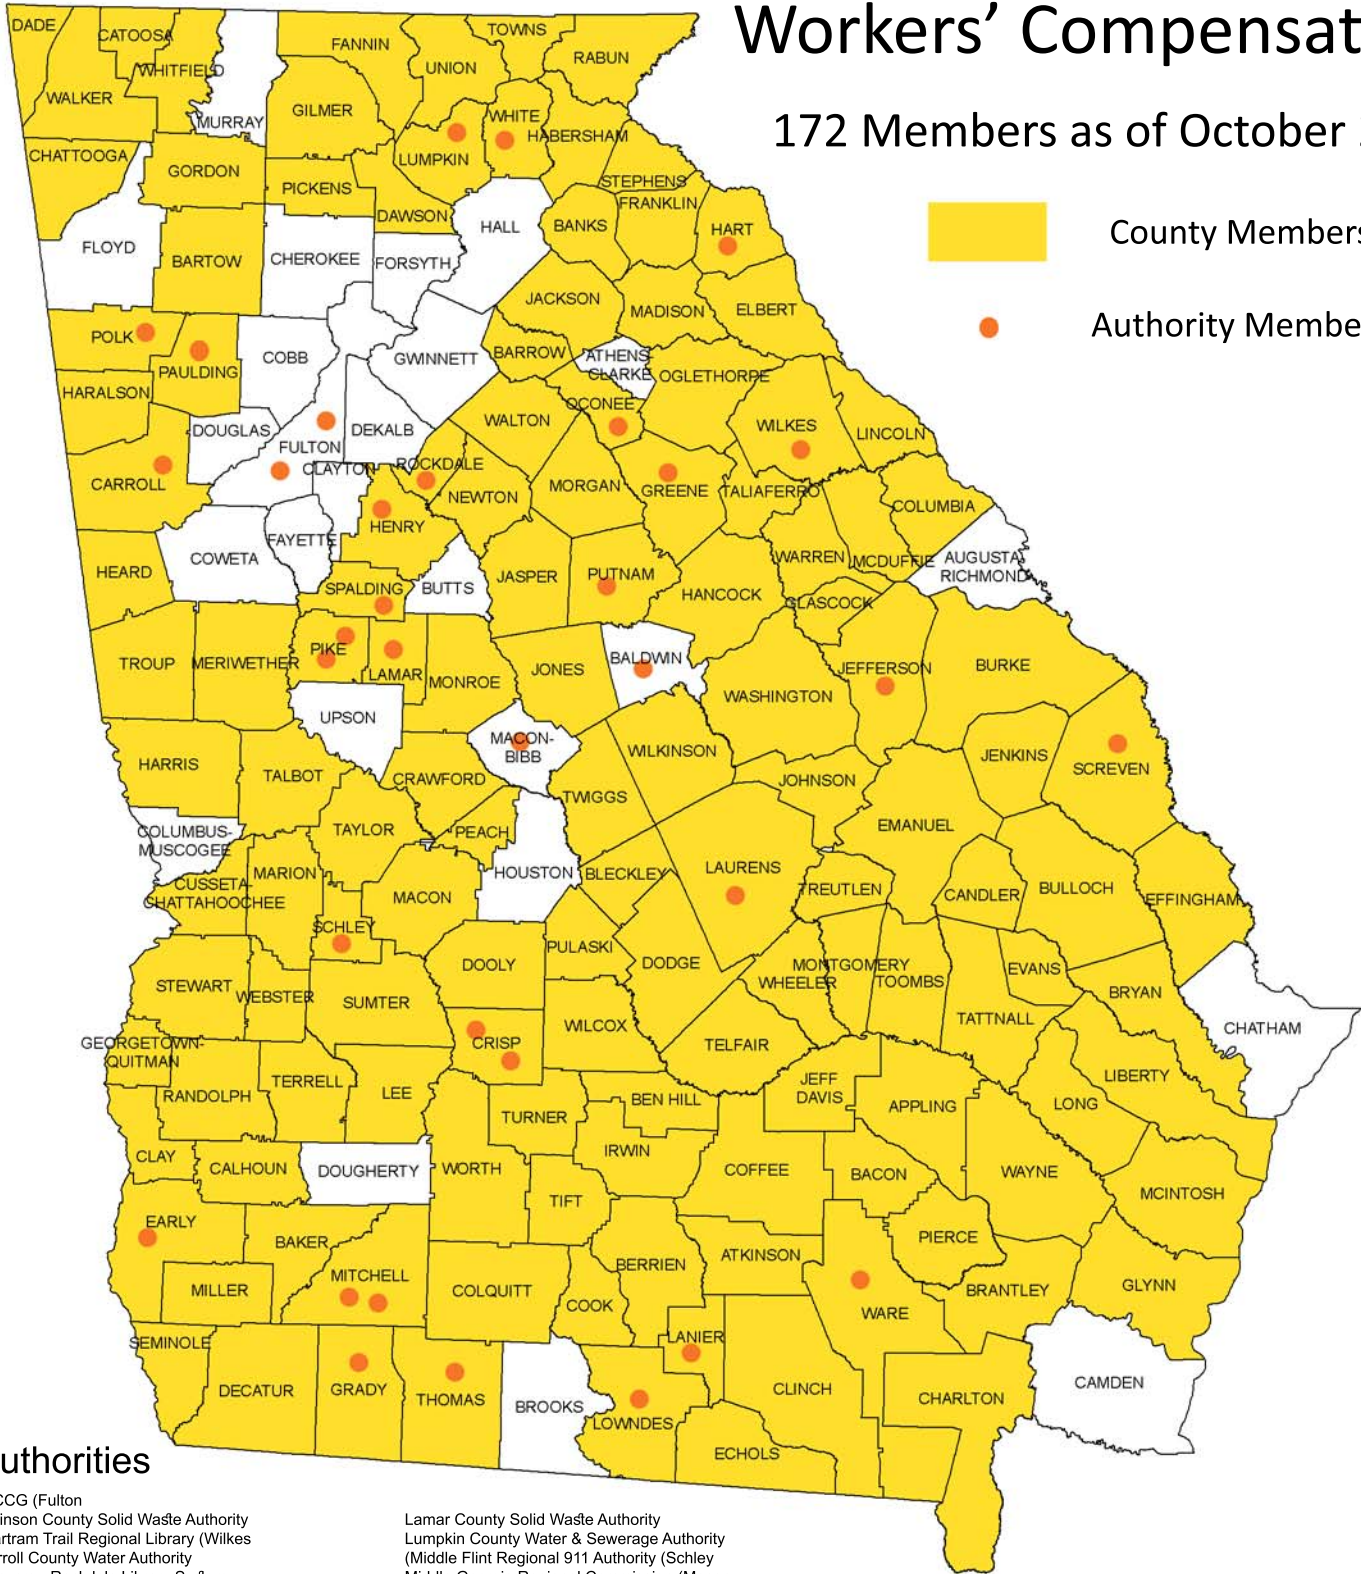 Workers' Compensat
172 Members as of October
County Members
Authority Membe
DADE
CATOOSA
WHITFIELD
WALKER
MURRAY
FANNIN
GILMER
UNION
TOWNS
RABUN
WHITE
HABERSHAM
LUMPKIN
CHATTOOGA
GORDON
PICKENS
DAWSON
STEPHENS
FRANKLIN
HALL
BANKS
HART
FLOYD
BARTOW
CHEROKEE
FORSYTH
JACKSON
MADISON
ELBERT
POLK
PAULDING
COBB
GWINNETT
BARROW
ATHENS
CLARKE
OGLETHORPE
HARALSON
DOUGLAS
FULTON
DEKALB
WALTON
OCONEE
WILKES
LINCOLN
CARROLL
CLAYTON
ROCKDALE
HENRY
NEWTON
MORGAN
GREENE
TALIAFERRO
COLUMBIA
HEARD
COWETA
FAYETTE
SPALDING
BUTTS
JASPER
PUTNAM
HANCOCK
WARREN
MCDUFFIE
AUGUSTA
RICHMOND
GLASCOCK
TROUP
MERIWETHER
PIKE
LAMAR
MONROE
JONES
BALDWIN
WASHINGTON
JEFFERSON
BURKE
UPSON
MACON-
BIBB
WILKINSON
JENKINS
SCREVEN
HARRIS
TALBOT
CRAWFORD
TWIGGS
JOHNSON
EMANUEL
COLUMBUS-
MUSCOGEE
TAYLOR
PEACH
HOUSTON
BLECKLEY
LAURENS
TREUTLEN
CANDLER
BULLOCH
EFFINGHAM
CUSSETA-
CHATTAHOOCHEE
MARION
MACON
SCHLEY
DOOLY
PULASKI
DODGE
WHEELER
MONTGOMERY
TOOMBS
EVANS
BRYAN
STEWART
WEBSTER
SUMTER
CRISP
WILCOX
TELFAIR
TATTNALL
CHATHAM
GEORGETOWN-
QUITMAN
RANDOLPH
TERRELL
LEE
TURNER
BEN HILL
JEFF
DAVIS
APPLING
LONG
LIBERTY
CLAY
CALHOUN
DOUGHERTY
WORTH
TIFT
IRWIN
COFFEE
BACON
WAYNE
MCINTOSH
EARLY
BAKER
MITCHELL
MILLER
COLQUITT
COOK
BERRIEN
ATKINSON
PIERCE
WARE
BRANTLEY
GLYNN
SEMINOLE
DECATUR
GRADY
THOMAS
BROOKS
LOWNDES
LANIER
CLINCH
ECHOLS
CHARLTON
CAMDEN
uthorities
CCG (Fulton
inson County Solid Waste Authority
artram Trail Regional Library (Wilkes
rroll County Water Authority
Lamar County Solid Waste Authority
Lumpkin County Water & Sewerage Authority
(Middle Flint Regional 911 Authority (Schley